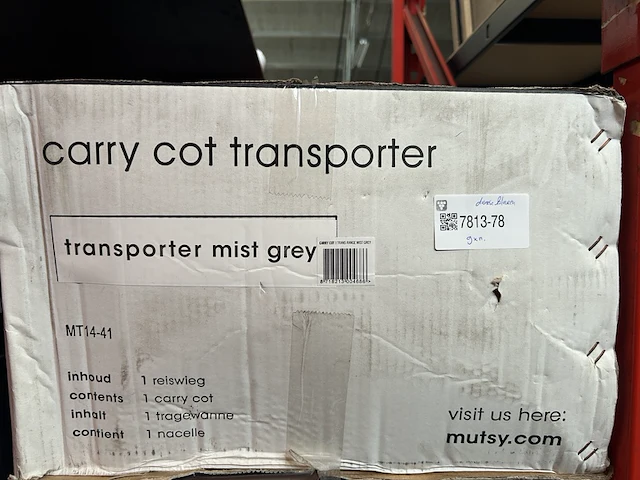 carry cot transporter
7813-78
transporter mist grey
MT14-41
inhoud 1 reiswieg
contents 1 carry cot
inhalt 1 tragewanne
contient 1 nacelle
visit us here:
mutsy.com